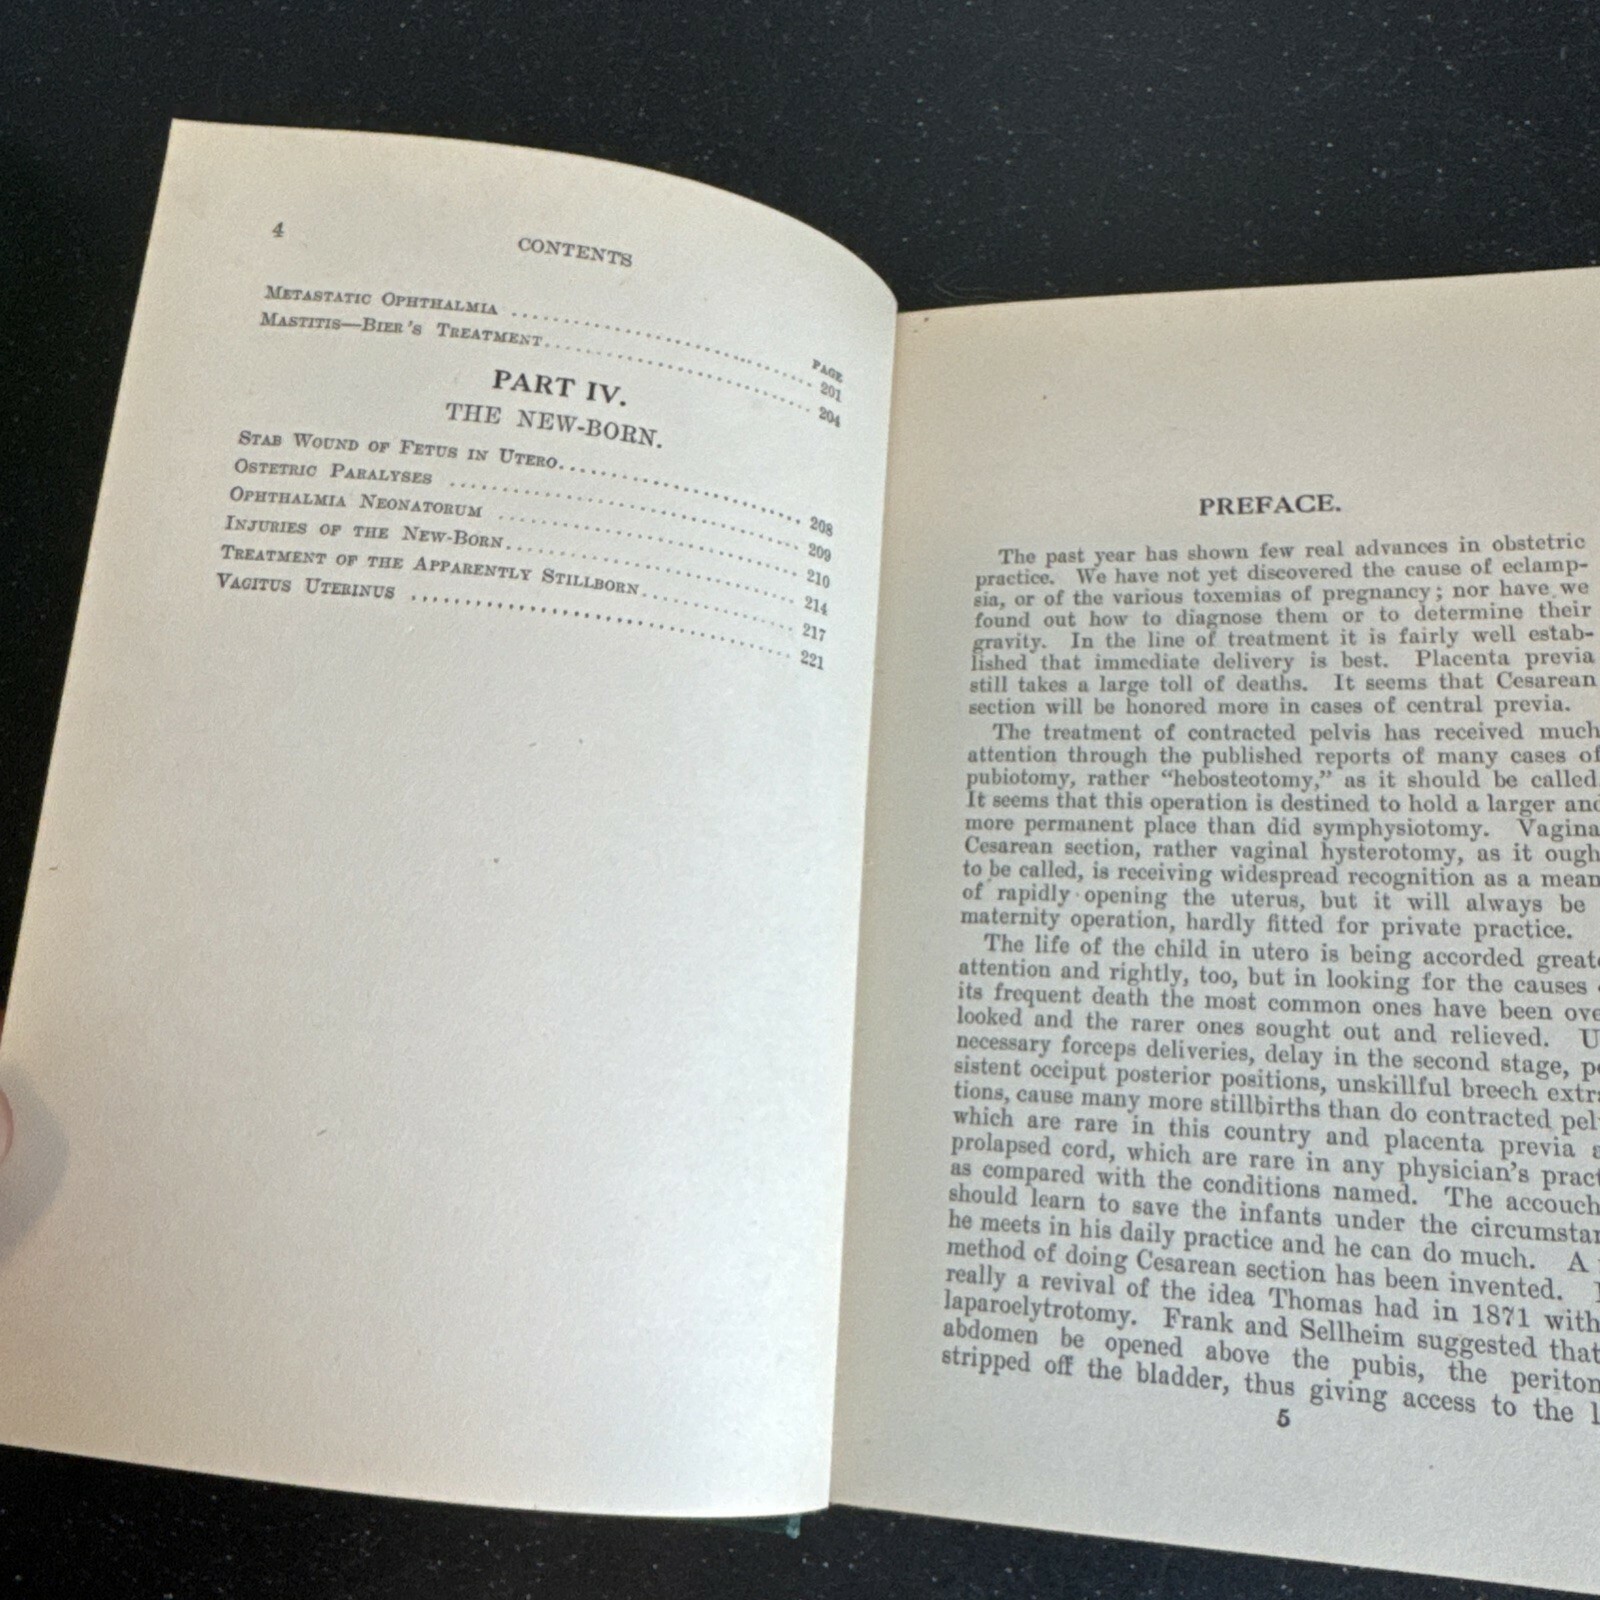 4 CONTENTS
PAGE
Metastatic Ophthalmia ........................ 201
Mastitis—Bier's Treatment........................ 204
PART IV.
THE NEW-BORN.
Stab Wound of Fetus in Utero........................ 208
Ostetric Paralyses ........................ 209
Ophthalmia Neonatorum ........................ 210
Injuries of the New-Born........................ 214
Treatment of the Apparently Stillborn............ 217
Vagitus Uterinus ........................ 221
PREFACE.
The past year has shown few real advances in obstetric
practice. We have not yet discovered the cause of eclamp-
sia, or of the various toxemias of pregnancy; nor have we
found out how to diagnose them or to determine their
gravity. In the line of treatment it is fairly well estab-
lished that immediate delivery is best. Placenta previa
still takes a large toll of deaths. It seems that Cesarean
section will be honored more in cases of central previa.
The treatment of contracted pelvis has received much
attention through the published reports of many cases of
pubiotomy, rather "hebosteotomy," as it should be called
It seems that this operation is destined to hold a larger and
more permanent place than did symphysiotomy. Vagina
Cesarean section, rather vaginal hysterotomy, as it ough
to be called, is receiving widespread recognition as a mean
of rapidly opening the uterus, but it will always be
maternity operation, hardly fitted for private practice.
The life of the child in utero is being accorded great
attention and rightly, too, but in looking for the causes
its frequent death the most common ones have been ove
looked and the rarer ones sought out and relieved. U
necessary forceps deliveries, delay in the second stage, pe
sistent occiput posterior positions, unskillful breech extr
tions, cause many more stillbirths than do contracted pel
which are rare in this country and placenta previa a
prolapsed cord, which are rare in any physician's pract
as compared with the conditions named. The accouch
should learn to save the infants under the circumstan
he meets in his daily practice and he can do much. A
method of doing Cesarean section has been invented.
really a revival of the idea Thomas had in 1871 with
laparoelytrotomy. Frank and Sellheim suggested that
abdomen be opened above the pubis, the periton
stripped off the bladder, thus giving access to the l
5